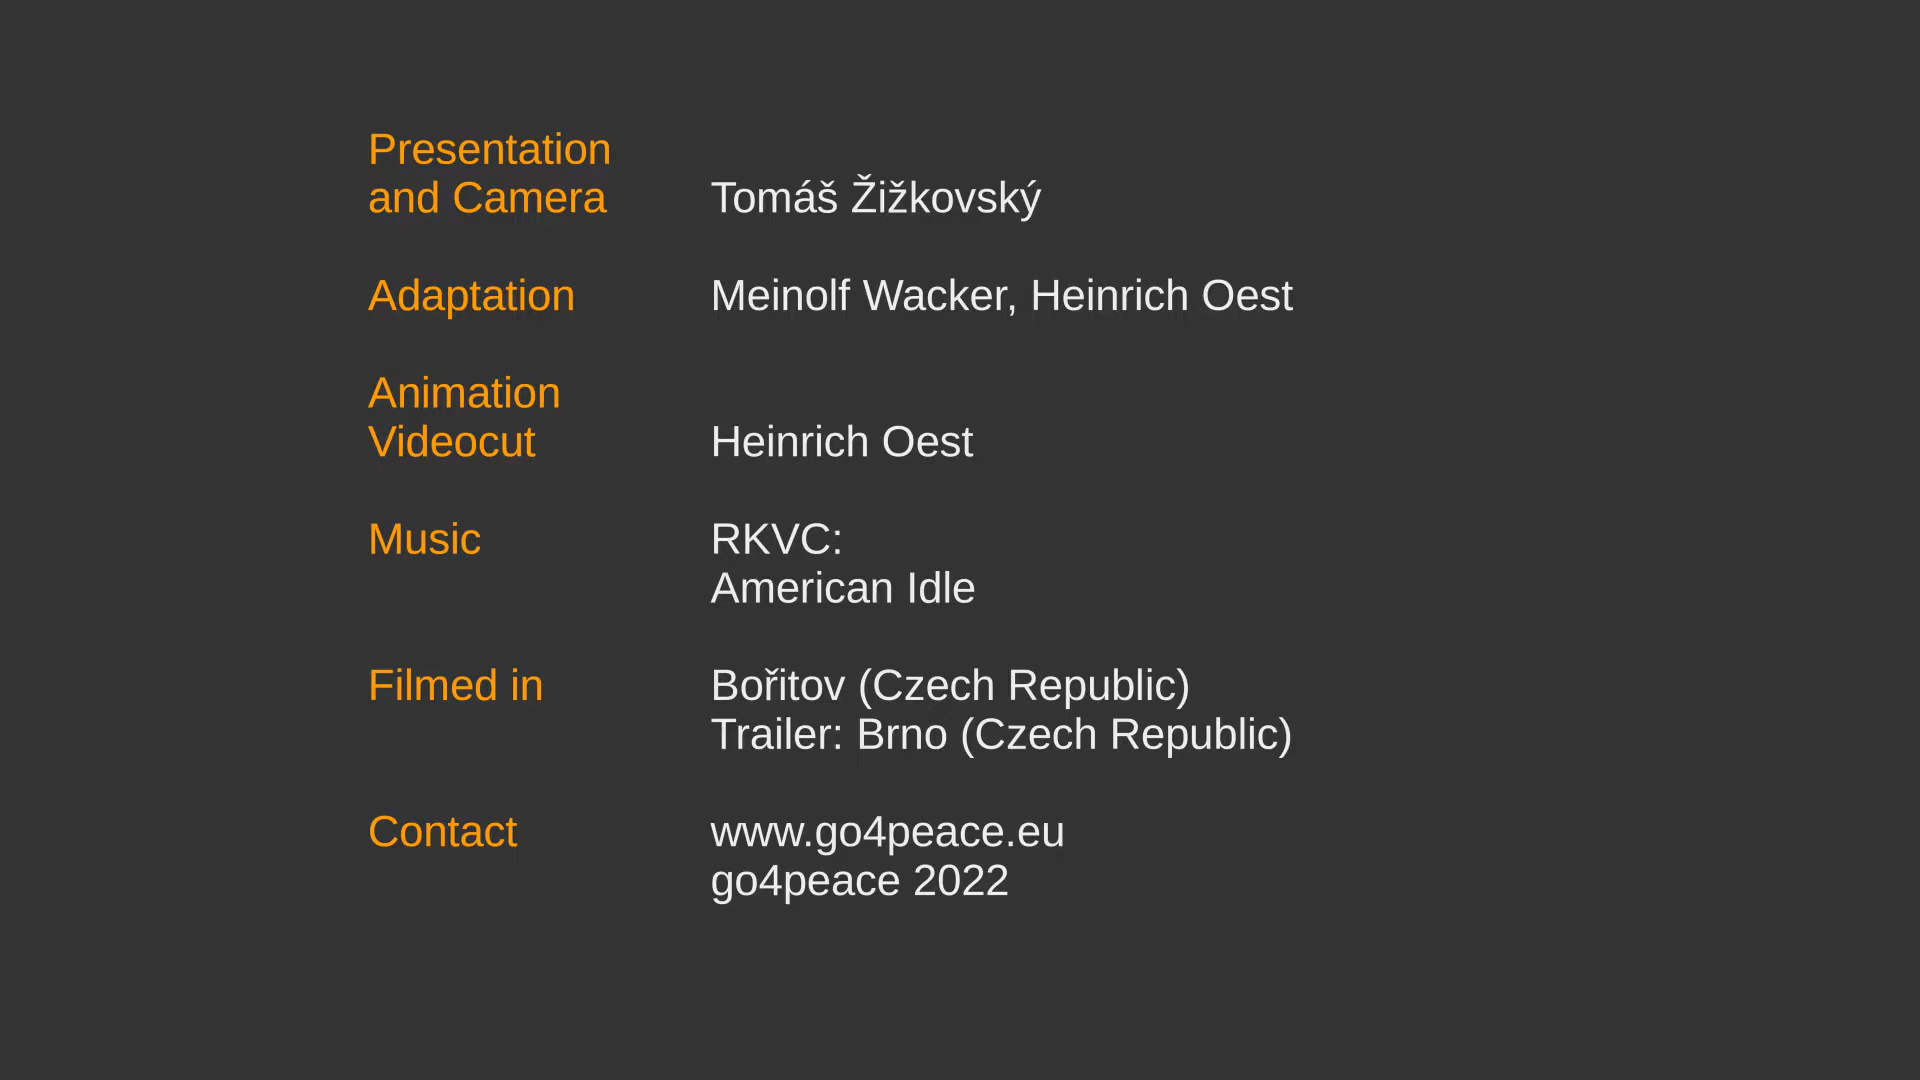 Presentation
and Camera Tomáš Žižkovský
Adaptation Meinolf Wacker, Heinrich Oest
Animation
Videocut Heinrich Oest
Music RKVC:
American Idle
Filmed in Bořitov (Czech Republic)
Trailer: Brno (Czech Republic)
Contact www.go4peace.eu
go4peace 2022